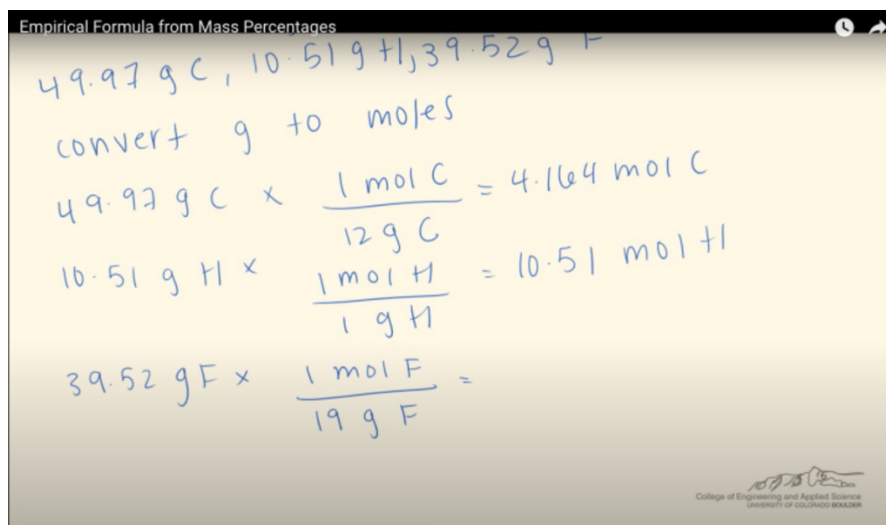 Empirical Formula from Mass Percentages
49.97 g C, 10.51 g H, 39.52 g F
convert g to moles
49.97 g C x 1 mol C / 12 g C = 4.164 mol C
10.51 g H x 1 mol H / 1 g H = 10.51 mol H
39.52 g F x 1 mol F / 19 g F =
College of Engineering and Applied Science
UNIVERSITY OF COLORADO BOULDER